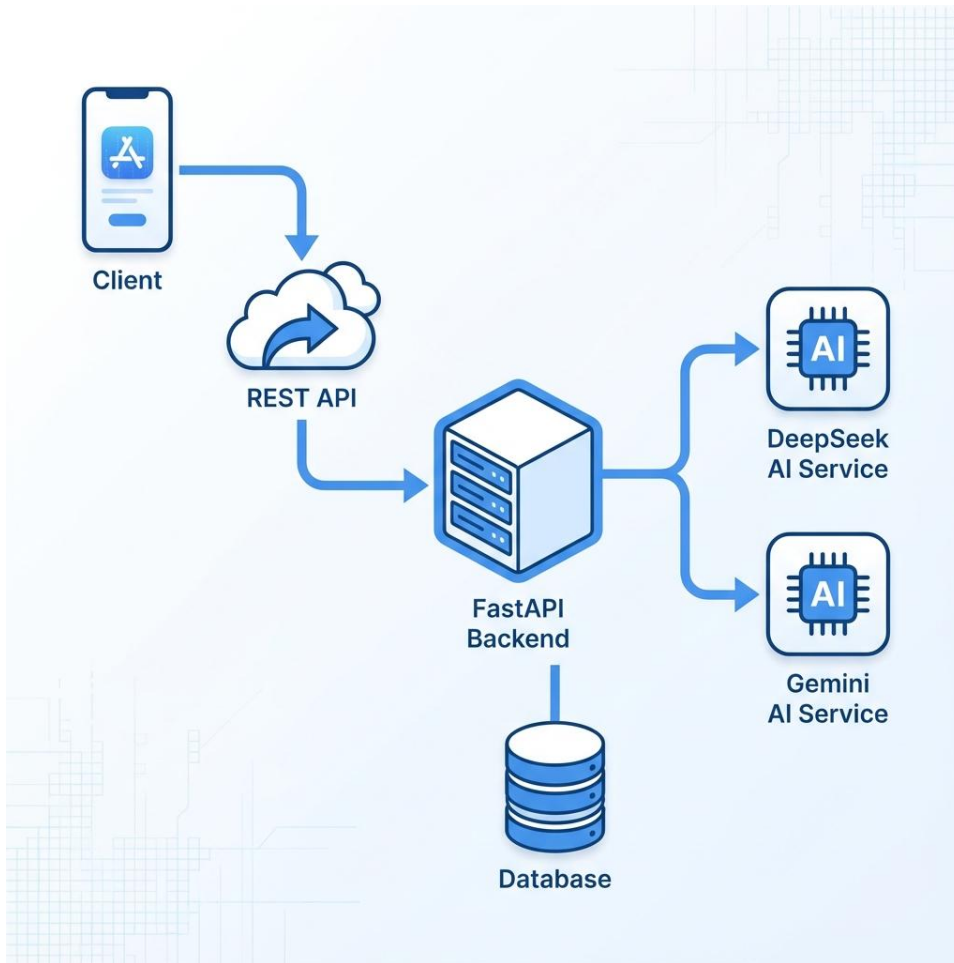 Client
REST API
AI
DeepSeek
AI Service
FastAPI
Backend
AI
Gemini
AI Service
Database